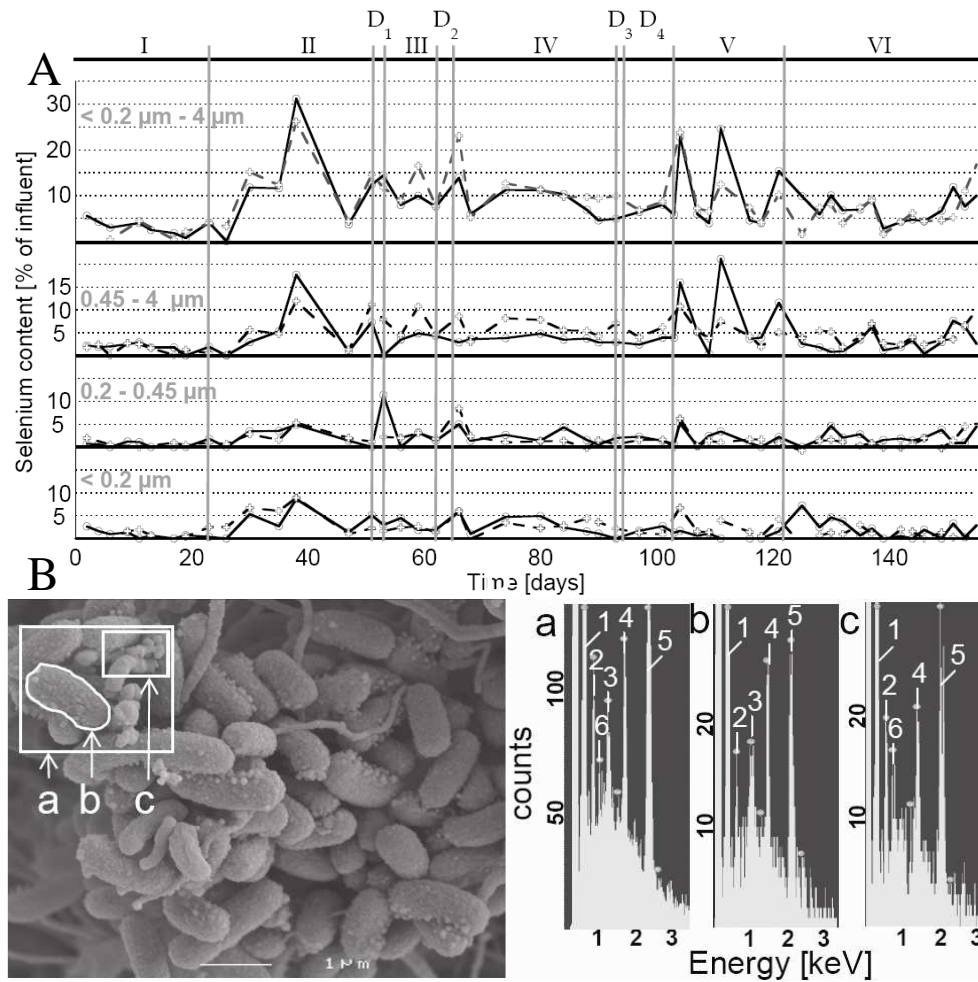 I II D1 III D2 IV D3 D4 V VI
A
Selenium content [% of influent]
< 0.2 µm - 4 µm
30
20
10
0.45 - 4 µm
15
10
5
0.2 - 0.45 µm
10
5
< 0.2 µm
10
5
0 20 40 60 80 100 120 140
Time [days]
B
a b c
1 µm
a b c
counts
100
50
1 2 3 4 5 6
20
10
1 2 3 4 5
20
10
1 2 4 5 6
1 2 3
1 2 3
1 2 3
Energy [keV]